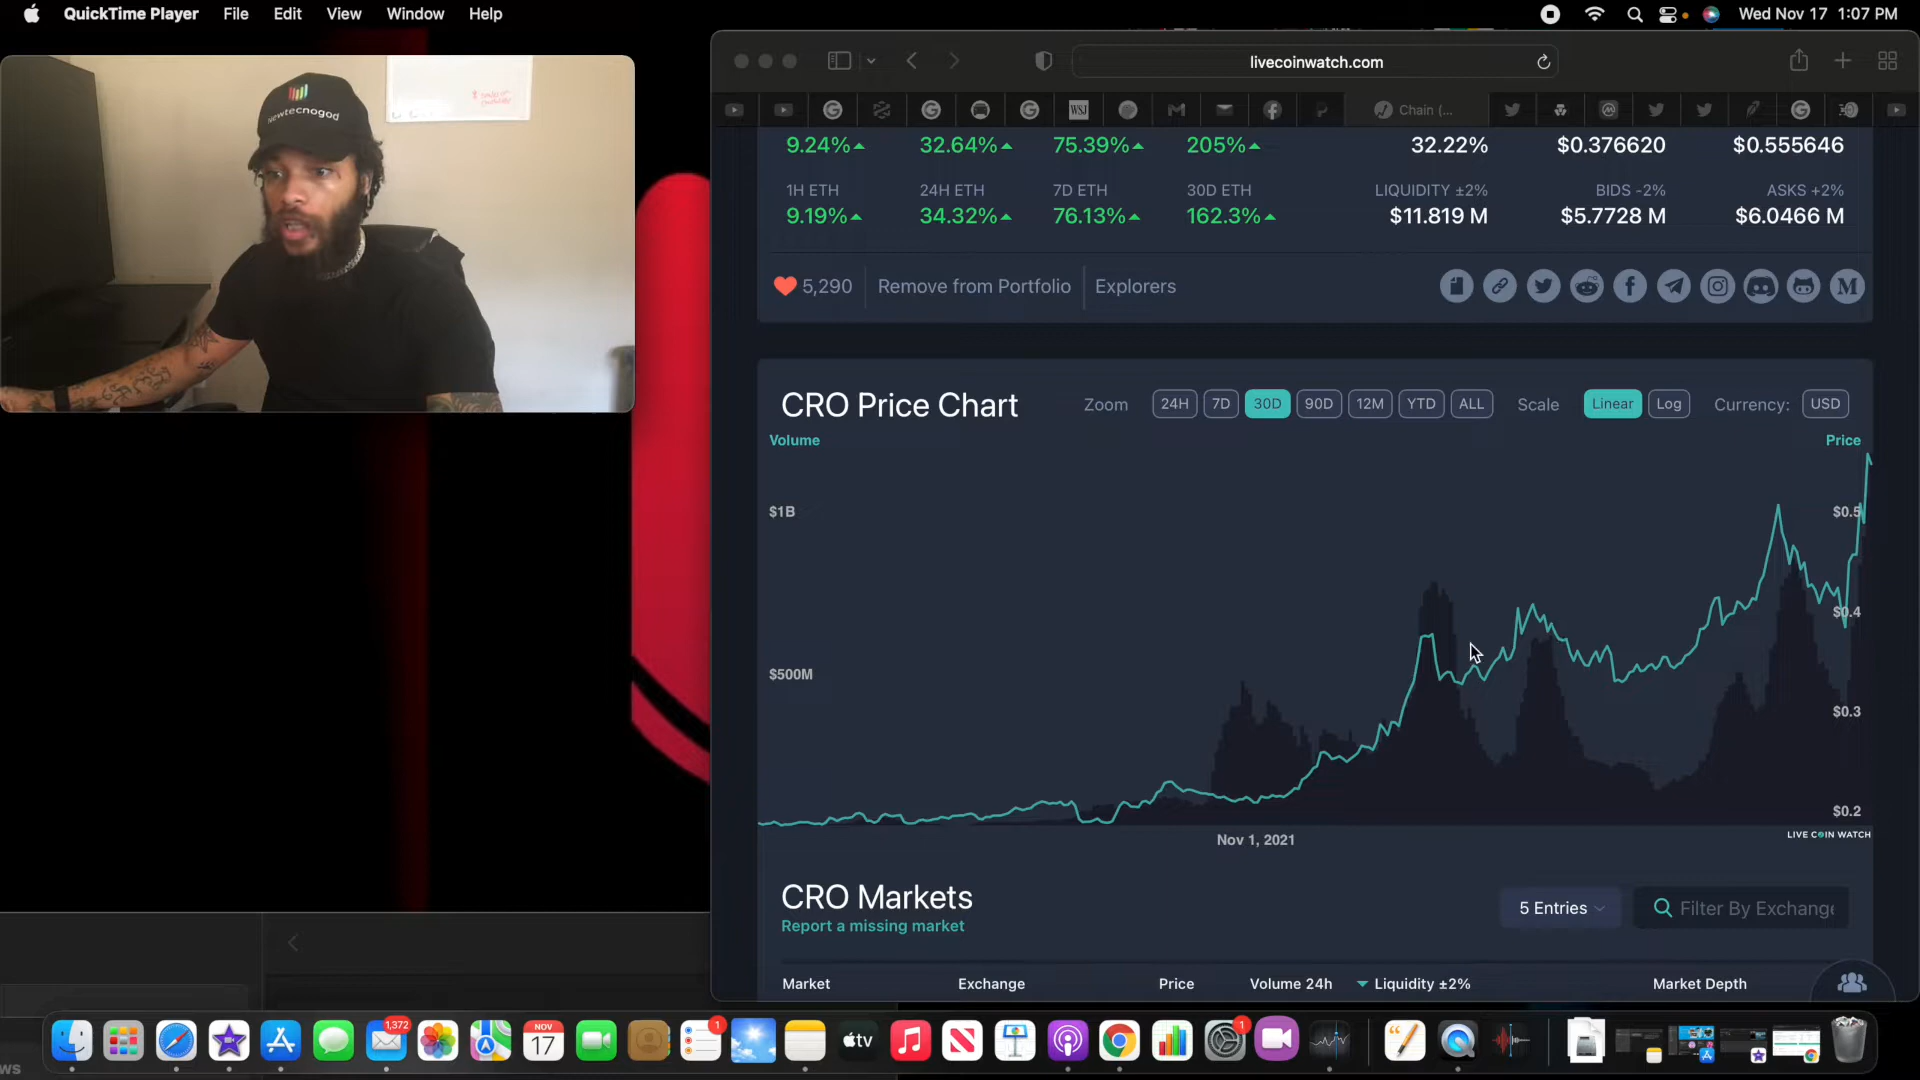 QuickTime Player File Edit View Window Help
Wed Nov 17 1:07 PM
Newtecnogod
livecoinwatch.com
WSJ
Chain (...
9.24% 32.64% 75.39% 205% 32.22% $0.376620 $0.555646
1H ETH 24H ETH 7D ETH 30D ETH LIQUIDITY ±2% BIDS -2% ASKS +2%
9.19% 34.32% 76.13% 162.3% $11.819 M $5.7728 M $6.0466 M
5,290 Remove from Portfolio Explorers
CRO Price Chart Zoom 24H 7D 30D 90D 12M YTD ALL Scale Linear Log Currency: USD
Volume Price
$1B $0.5
$0.4
$500M
$0.3
$0.2
LIVE COIN WATCH
Nov 1, 2021
CRO Markets 5 Entries Filter By Exchange
Report a missing market
Market Exchange Price Volume 24h Liquidity ±2% Market Depth
1,372
NOV
17
1
tv
1
ws